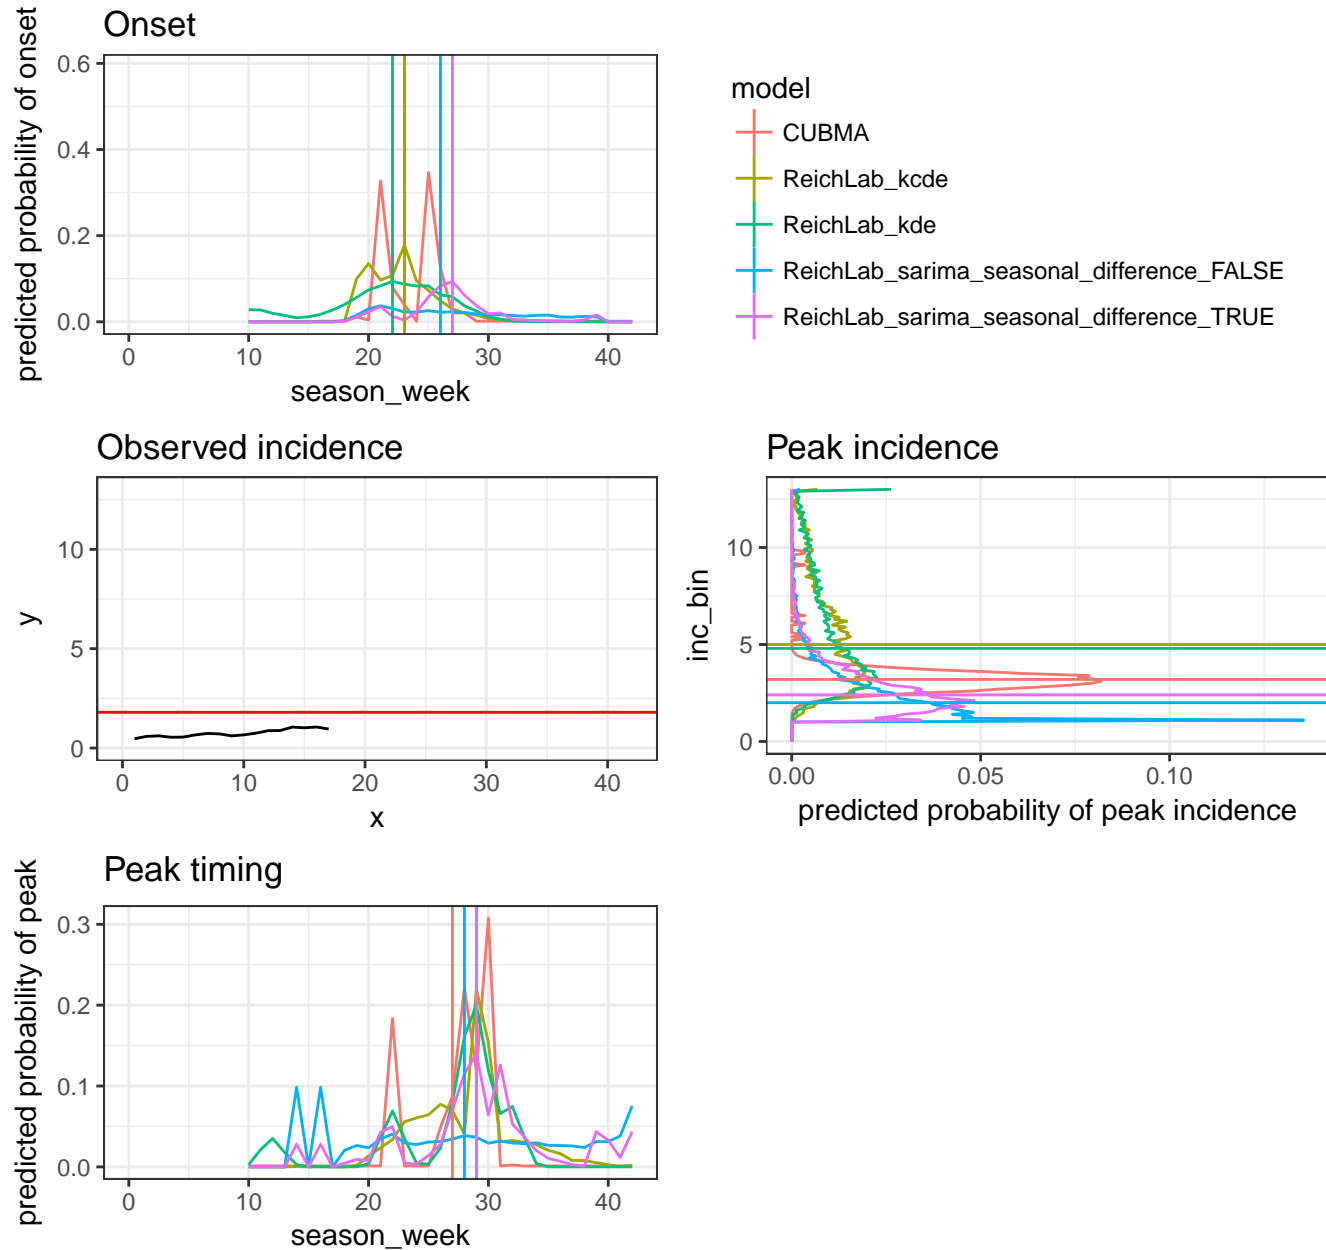 Onset
predicted probability of onset
0.6
0.4
0.2
0.0
0 10 20 30 40
season_week
model
CUBMA
ReichLab_kcde
ReichLab_kde
ReichLab_sarima_seasonal_difference_FALSE
ReichLab_sarima_seasonal_difference_TRUE
Observed incidence
y
10
5
0
0 10 20 30 40
x
Peak incidence
inc_bin
10
5
0
0.00 0.05 0.10
predicted probability of peak incidence
Peak timing
predicted probability of peak
0.3
0.2
0.1
0.0
0 10 20 30 40
season_week